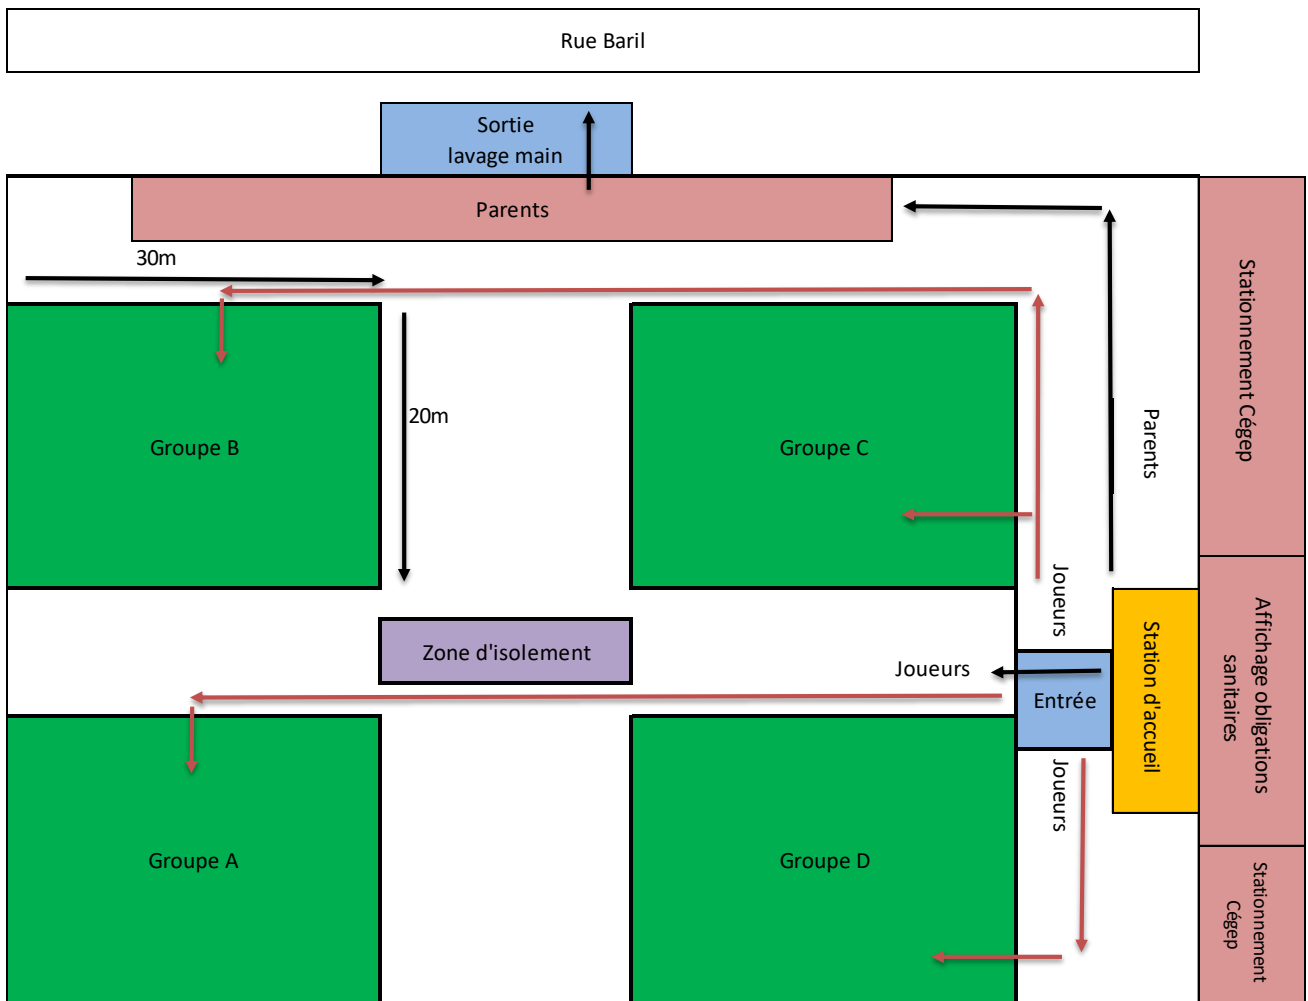 Rue Baril
Sortie
lavage main
Parents
30m
20m
Groupe B
Groupe C
Parents
Stationnement Cégep
Joueurs
Zone d'isolement
Joueurs
Entrée
Station d'accueil
Affichage obligations
sanitaires
Joueurs
Groupe A
Groupe D
Stationnement
Cégep